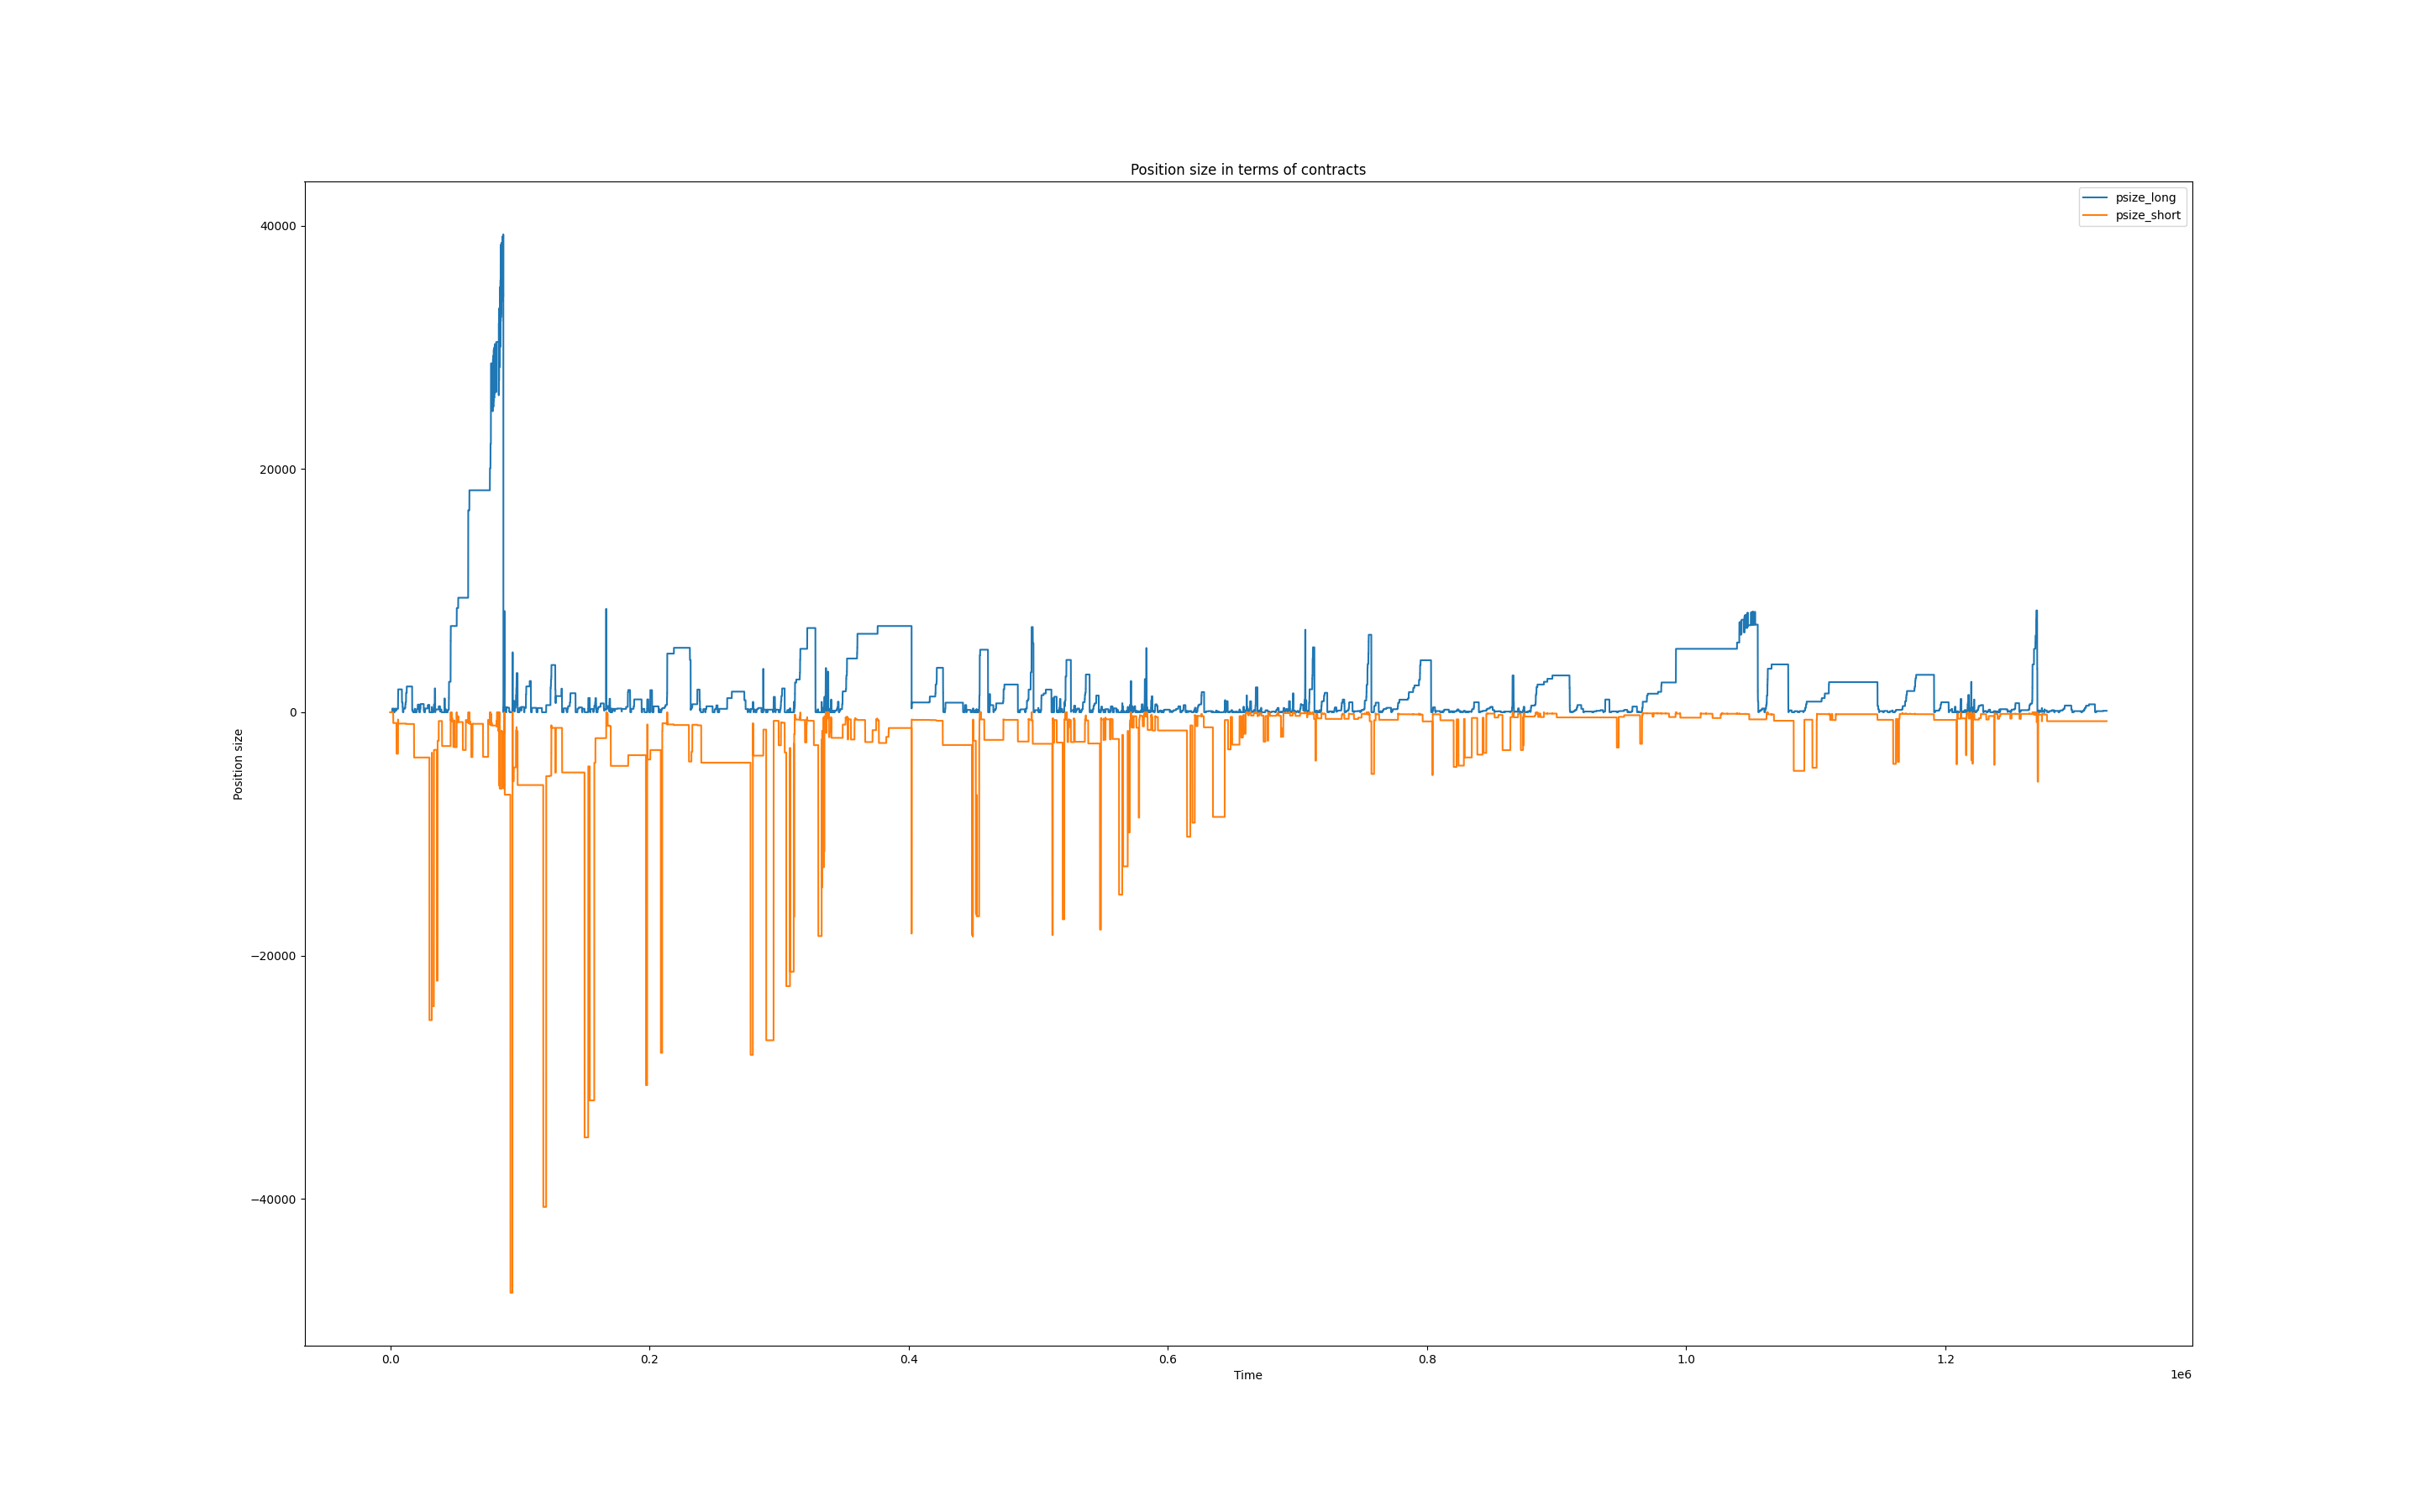 Position size in terms of contracts
psize_long
psize_short
40000
20000
0
−20000
−40000
Position size
0.0
0.2
0.4
0.6
0.8
1.0
1.2
1e6
Time